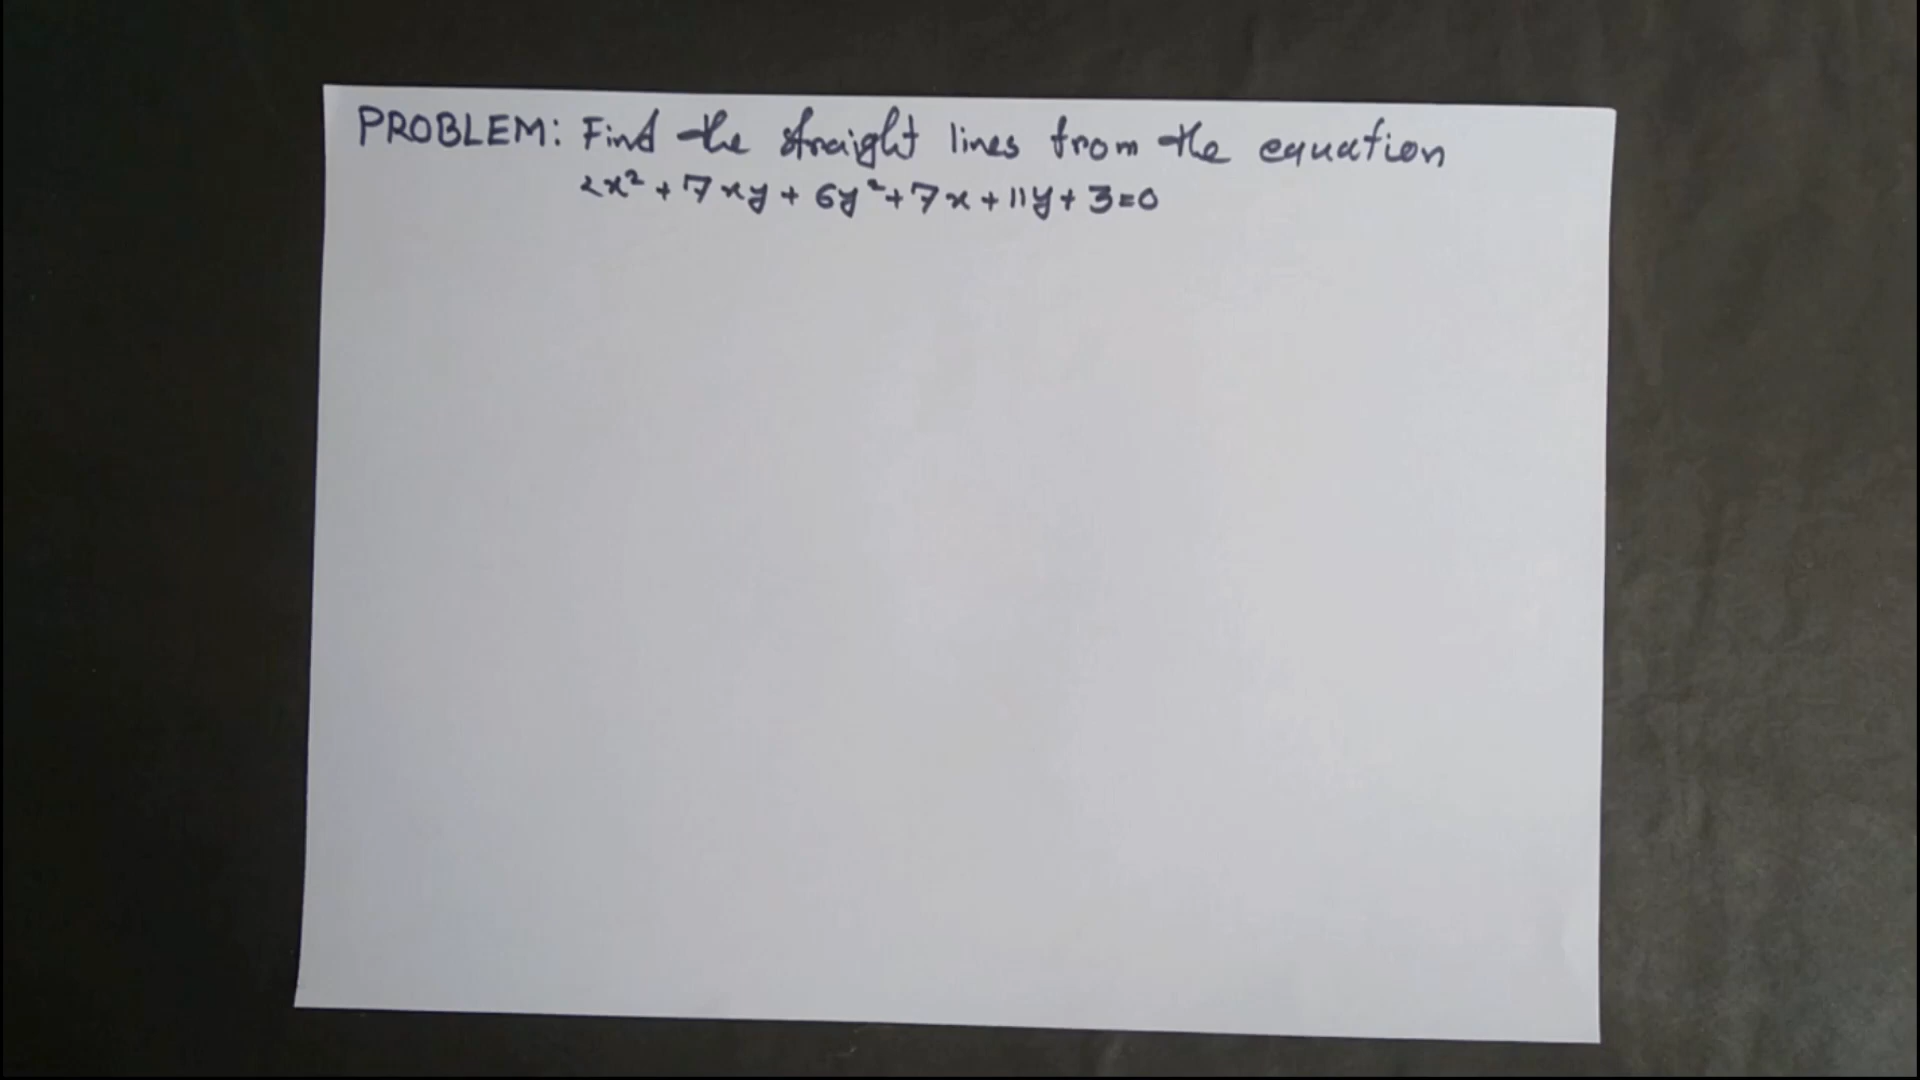 PROBLEM: Find the straight lines from the equation
2x² + 7xy + 6y² + 7x + 11y + 3 = 0